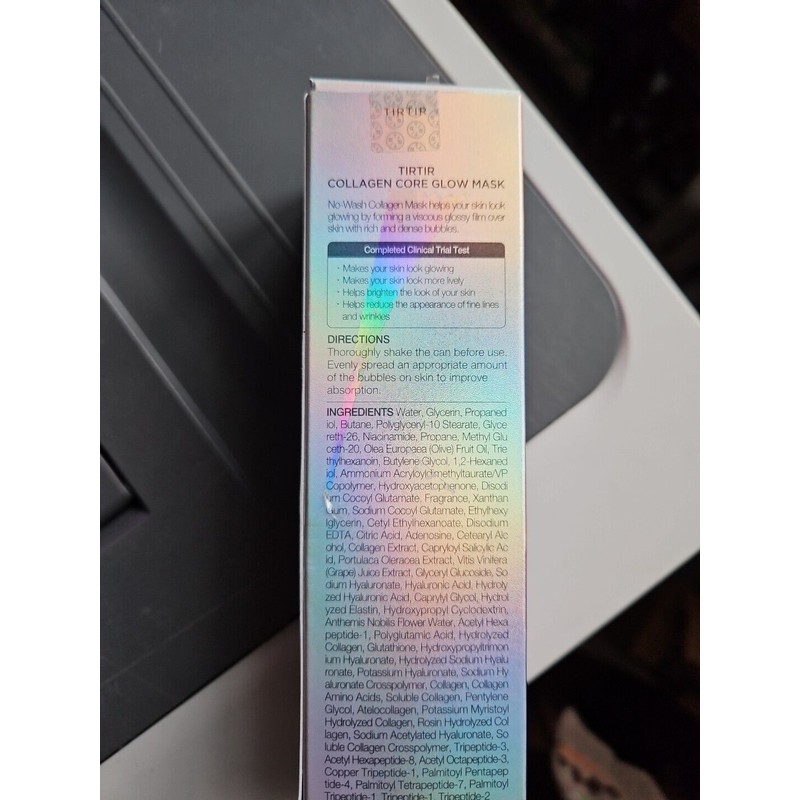 TIRTIR
TIRTIR
COLLAGEN CORE GLOW MASK
No-Wash Collagen Mask helps your skin look
glowing by forming a viscous glossy film over
skin with rich and dense bubbles.
Completed Clinical Trial Test
· Makes your skin look glowing
· Makes your skin look more lively
· Helps brighten the look of your skin
· Helps reduce the appearance of fine lines
and wrinkles
DIRECTIONS
Thoroughly shake the can before use.
Evenly spread an appropriate amount
of the bubbles on skin to improve
absorption.
INGREDIENTS Water, Glycerin, Propaned
iol, Butane, Polyglyceryl-10 Stearate, Glyce
reth-26, Niacinamide, Propane, Methyl Glu
ceth-20, Olea Europaea (Olive) Fruit Oil, Trie
thylhexanoin, Butylene Glycol, 1,2-Hexaned
iol, Ammonium Acryloyldimethyltaurate/VP
Copolymer, Hydroxyacetophenone, Disodi
um Cocoyl Glutamate, Fragrance, Xanthan
Gum, Sodium Cocoyl Glutamate, Ethylhexy
lglycerin, Cetyl Ethylhexanoate, Disodium
EDTA, Citric Acid, Adenosine, Cetearyl Alc
ohol, Collagen Extract, Capryloyl Salicylic Ac
id, Portulaca Oleracea Extract, Vitis Vinifera
(Grape) Juice Extract, Glyceryl Glucoside, So
dium Hyaluronate, Hyaluronic Acid, Hydroly
zed Hyaluronic Acid, Caprylyl Glycol, Hydrol
yzed Elastin, Hydroxypropyl Cyclodextrin,
Anthemis Nobilis Flower Water, Acetyl Hexa
peptide-1, Polyglutamic Acid, Hydrolyzed
Collagen, Glutathione, Hydroxypropyltrimon
ium Hyaluronate, Hydrolyzed Sodium Hyalu
ronate, Potassium Hyaluronate, Sodium Hy
aluronate Crosspolymer, Collagen, Collagen
Amino Acids, Soluble Collagen, Pentylene
Glycol, Atelocollagen, Potassium Myristoyl
Hydrolyzed Collagen, Rosin Hydrolyzed Col
lagen, Sodium Acetylated Hyaluronate, So
luble Collagen Crosspolymer, Tripeptide-3,
Acetyl Hexapeptide-8, Acetyl Octapeptide-3,
Copper Tripeptide-1, Palmitoyl Pentapep
tide-4, Palmitoyl Tetrapeptide-7, Palmitoyl
Tripeptide-1, Tripeptide-1, Tripeptide-2